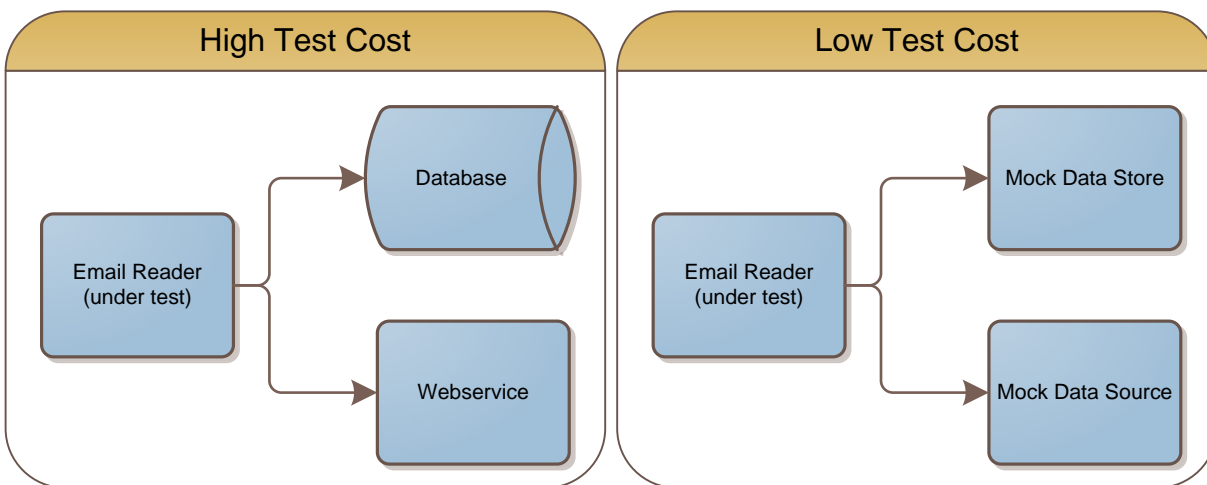 High Test Cost
Database
Email Reader
(under test)
Webservice
Low Test Cost
Mock Data Store
Email Reader
(under test)
Mock Data Source